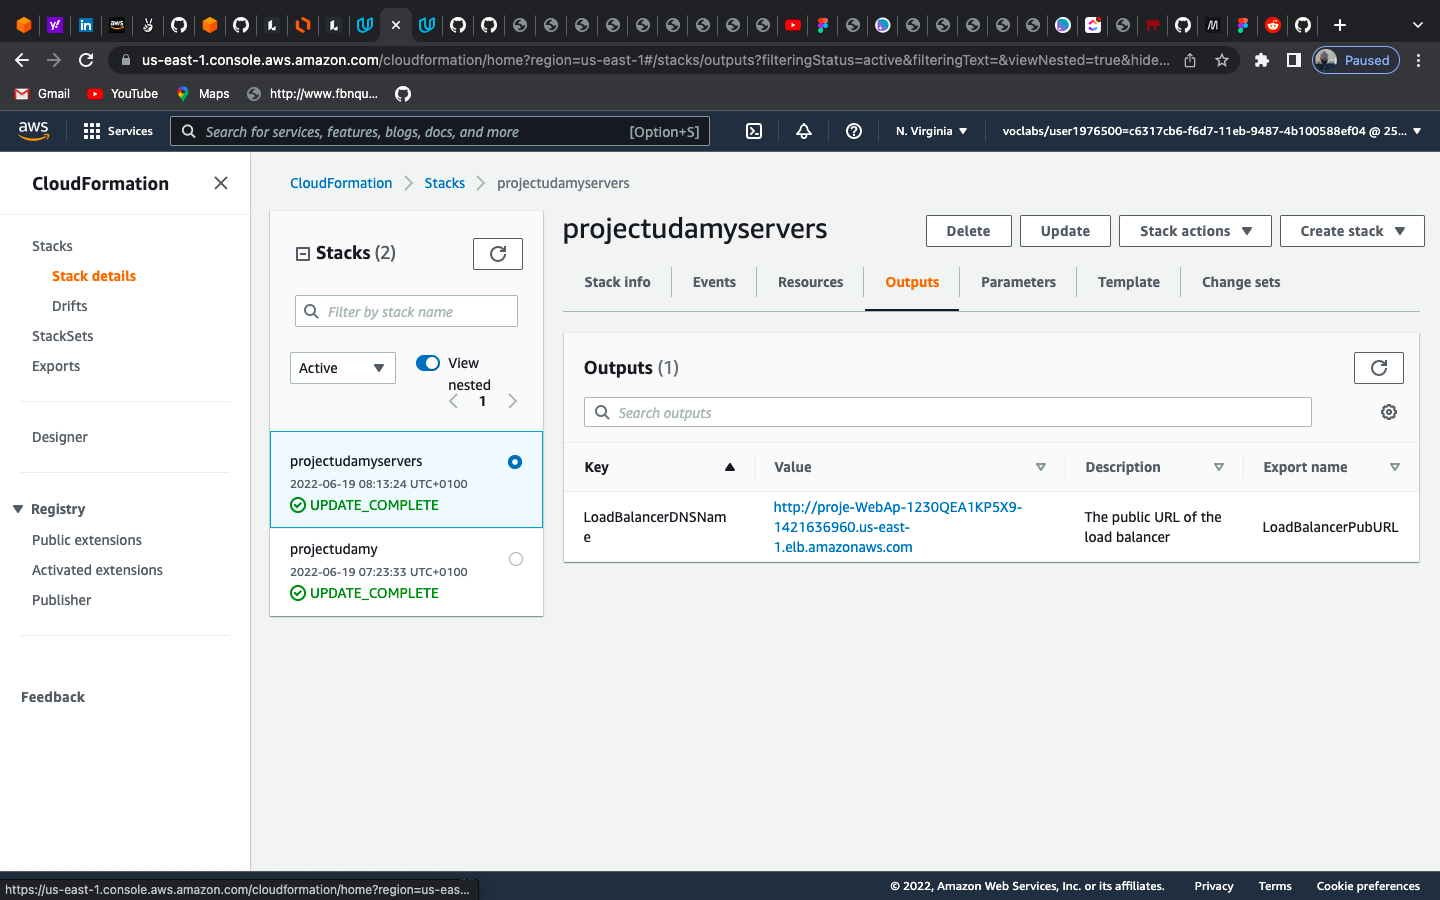 us-east-1.console.aws.amazon.com/cloudformation/home?region=us-east-1#/stacks/outputs?filteringStatus=active&filteringText=&viewNested=true&hide...
Paused
Gmail
YouTube
Maps
http://www.fbnqu...
aws
Services
Search for services, features, blogs, docs, and more
[Option+S]
N. Virginia
voclabs/user1976500=c6317cb6-f6d7-11eb-9487-4b100588ef04 @ 25...
CloudFormation
Stacks
Stack details
Drifts
StackSets
Exports
Designer
Registry
Public extensions
Activated extensions
Publisher
Feedback
CloudFormation
Stacks
projectudamyservers
Stacks (2)
Filter by stack name
Active
View
nested
1
projectudamyservers
2022-06-19 08:13:24 UTC+0100
UPDATE_COMPLETE
projectudamy
2022-06-19 07:23:33 UTC+0100
UPDATE_COMPLETE
projectudamyservers
Delete
Update
Stack actions
Create stack
Stack info
Events
Resources
Outputs
Parameters
Template
Change sets
Outputs (1)
Search outputs
Key
Value
Description
Export name
LoadBalancerDNSNam
e
http://proje-WebAp-1230QEA1KP5X9-
1421636960.us-east-
1.elb.amazonaws.com
The public URL of the
load balancer
LoadBalancerPubURL
https://us-east-1.console.aws.amazon.com/cloudformation/home?region=us-eas...
© 2022, Amazon Web Services, Inc. or its affiliates.
Privacy
Terms
Cookie preferences